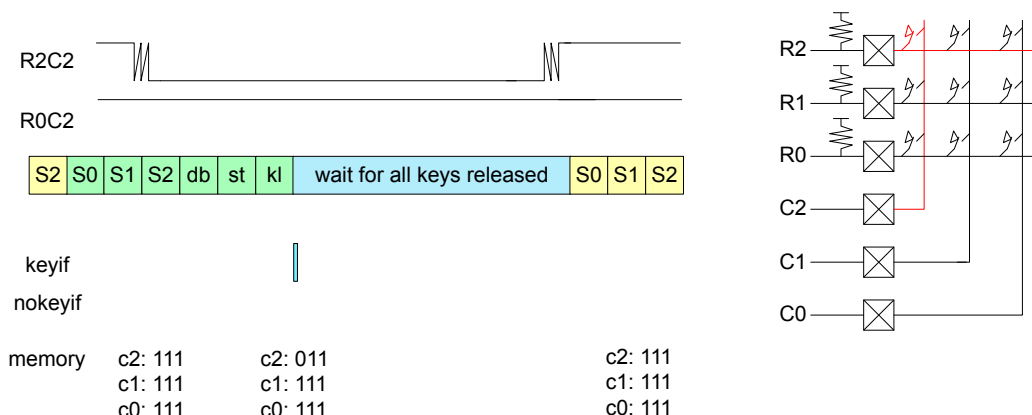 R2C2
R0C2
S2 S0 S1 S2 db st kl wait for all keys released S0 S1 S2
keyif
nokeyif
memory c2: 111 c2: 011 c2: 111
c1: 111 c1: 111 c1: 111
c0: 111 c0: 111 c0: 111
R2
R1
R0
C2
C1
C0